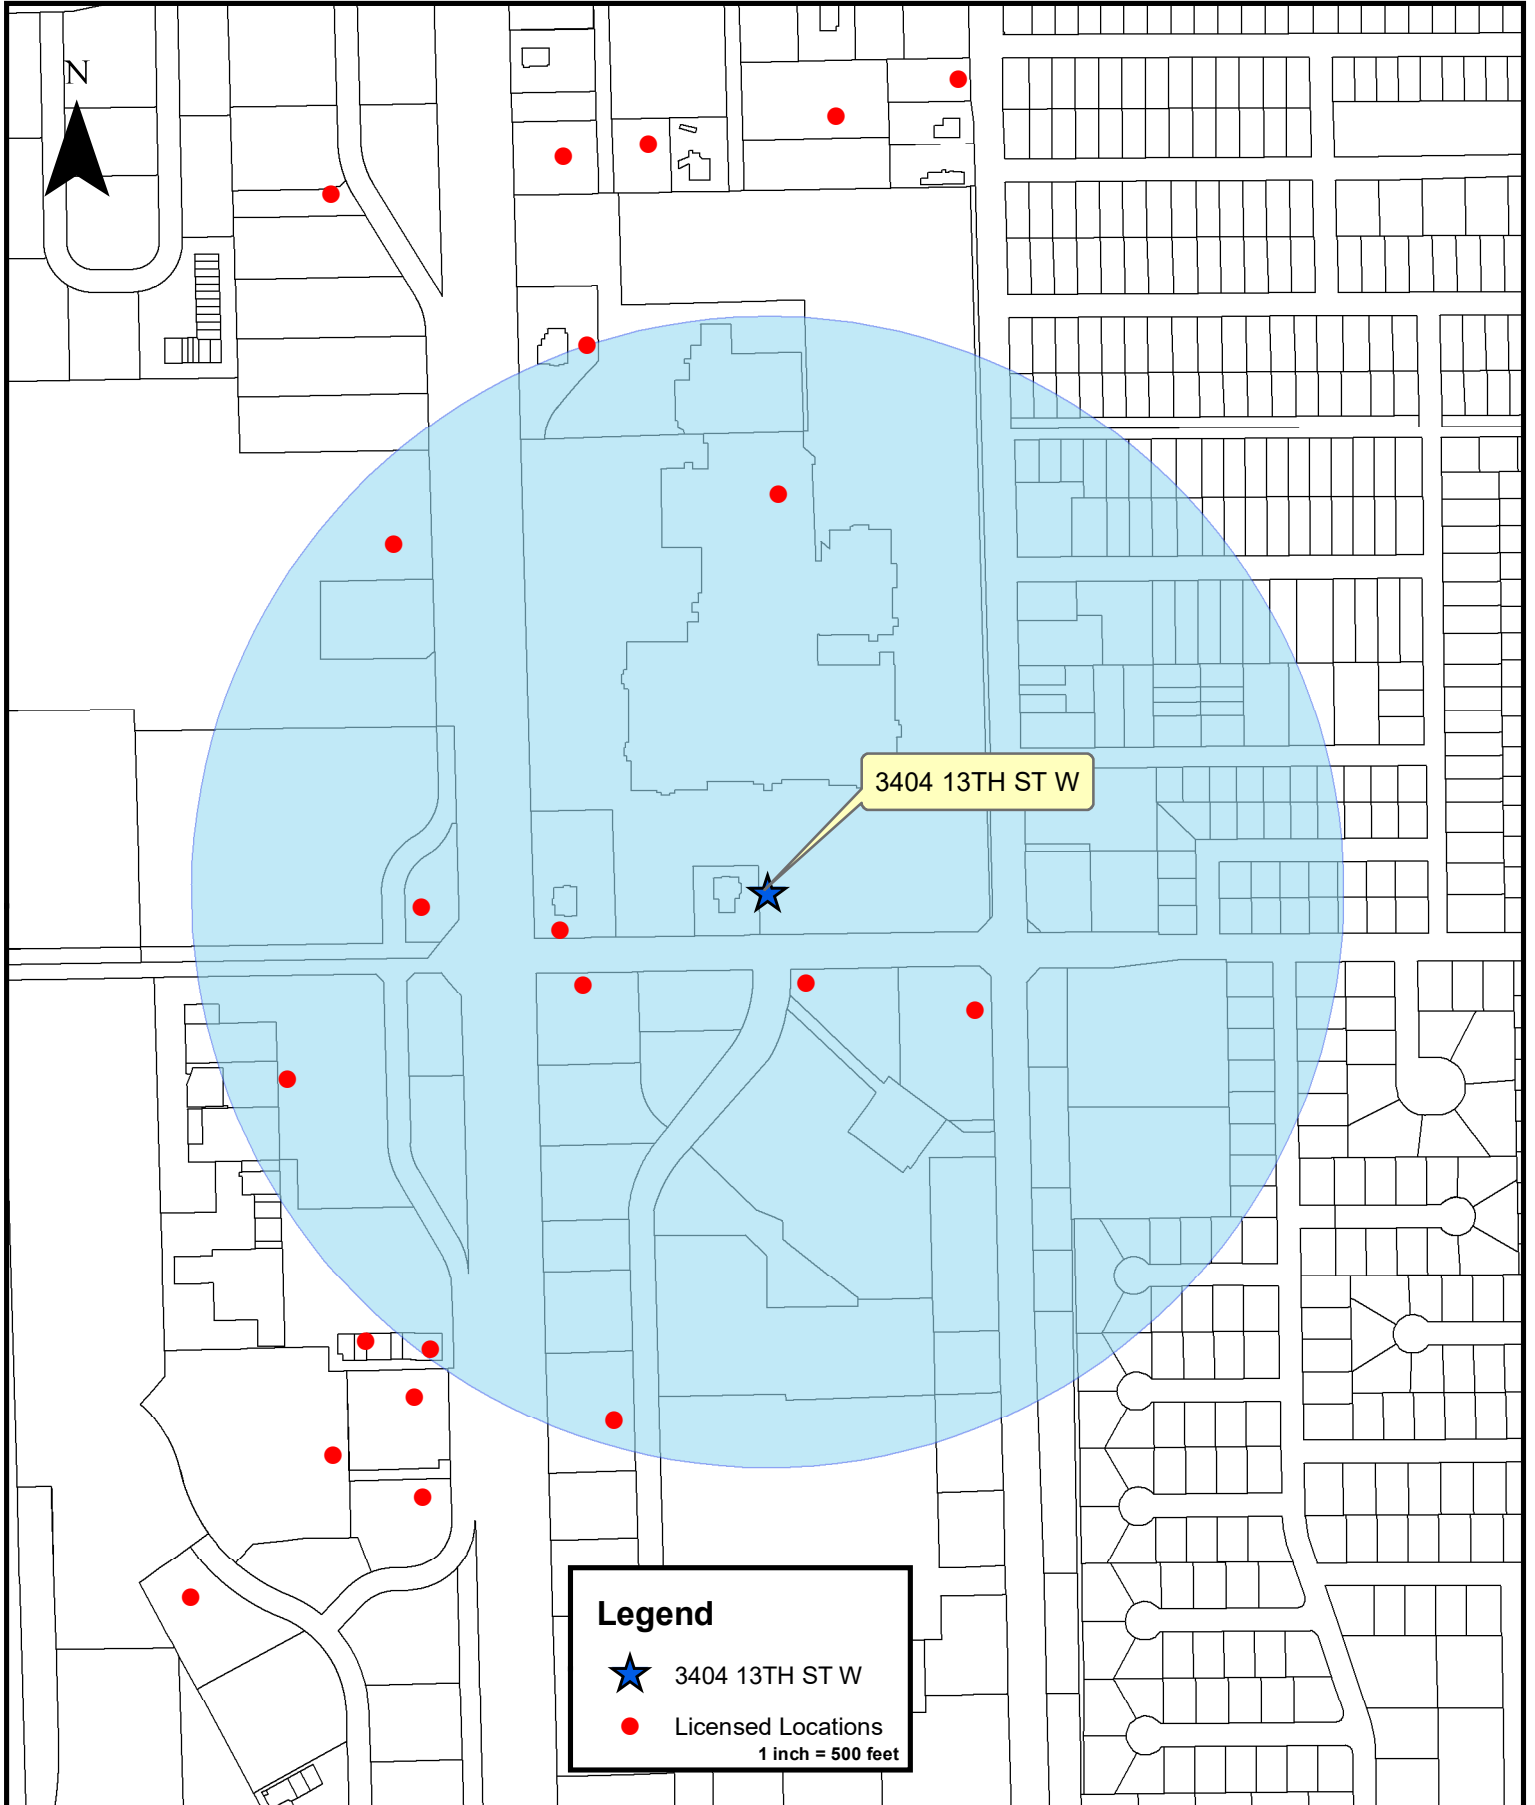 N
3404 13TH ST W
Legend
3404 13TH ST W
Licensed Locations
1 inch = 500 feet